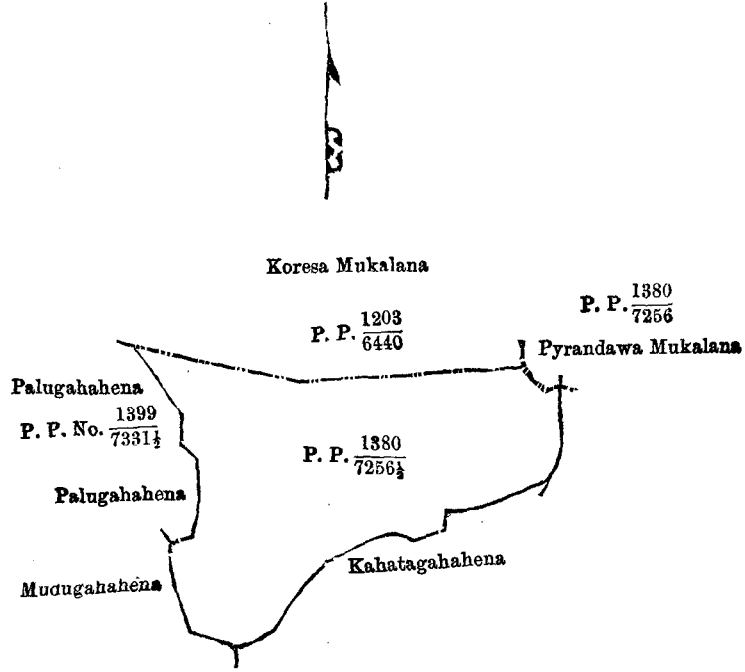 Koresa Mukalana
P. P. 1203/6440
P. P. 1380/7256
Pyrandawa Mukalana
Palugahahena
P. P. No. 1399/7331½
P. P. 1380/7256½
Palugahahena
Kahatagahahena
Mudugahahena